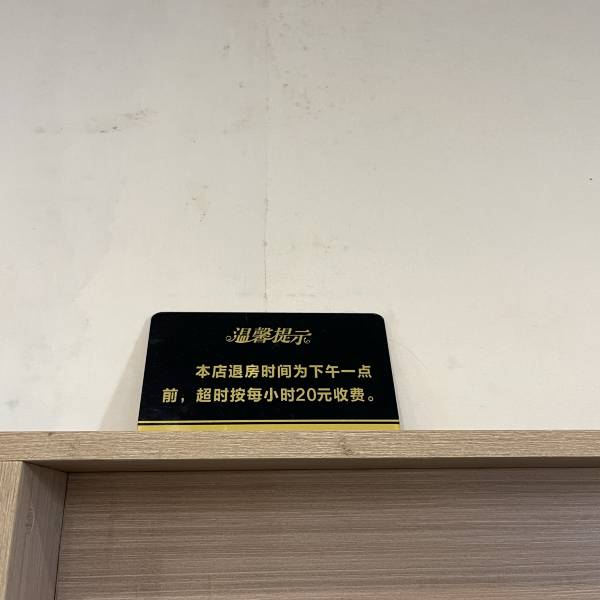 温馨提示
本店退房时间为下午一点
前，超时按每小时20元收费。